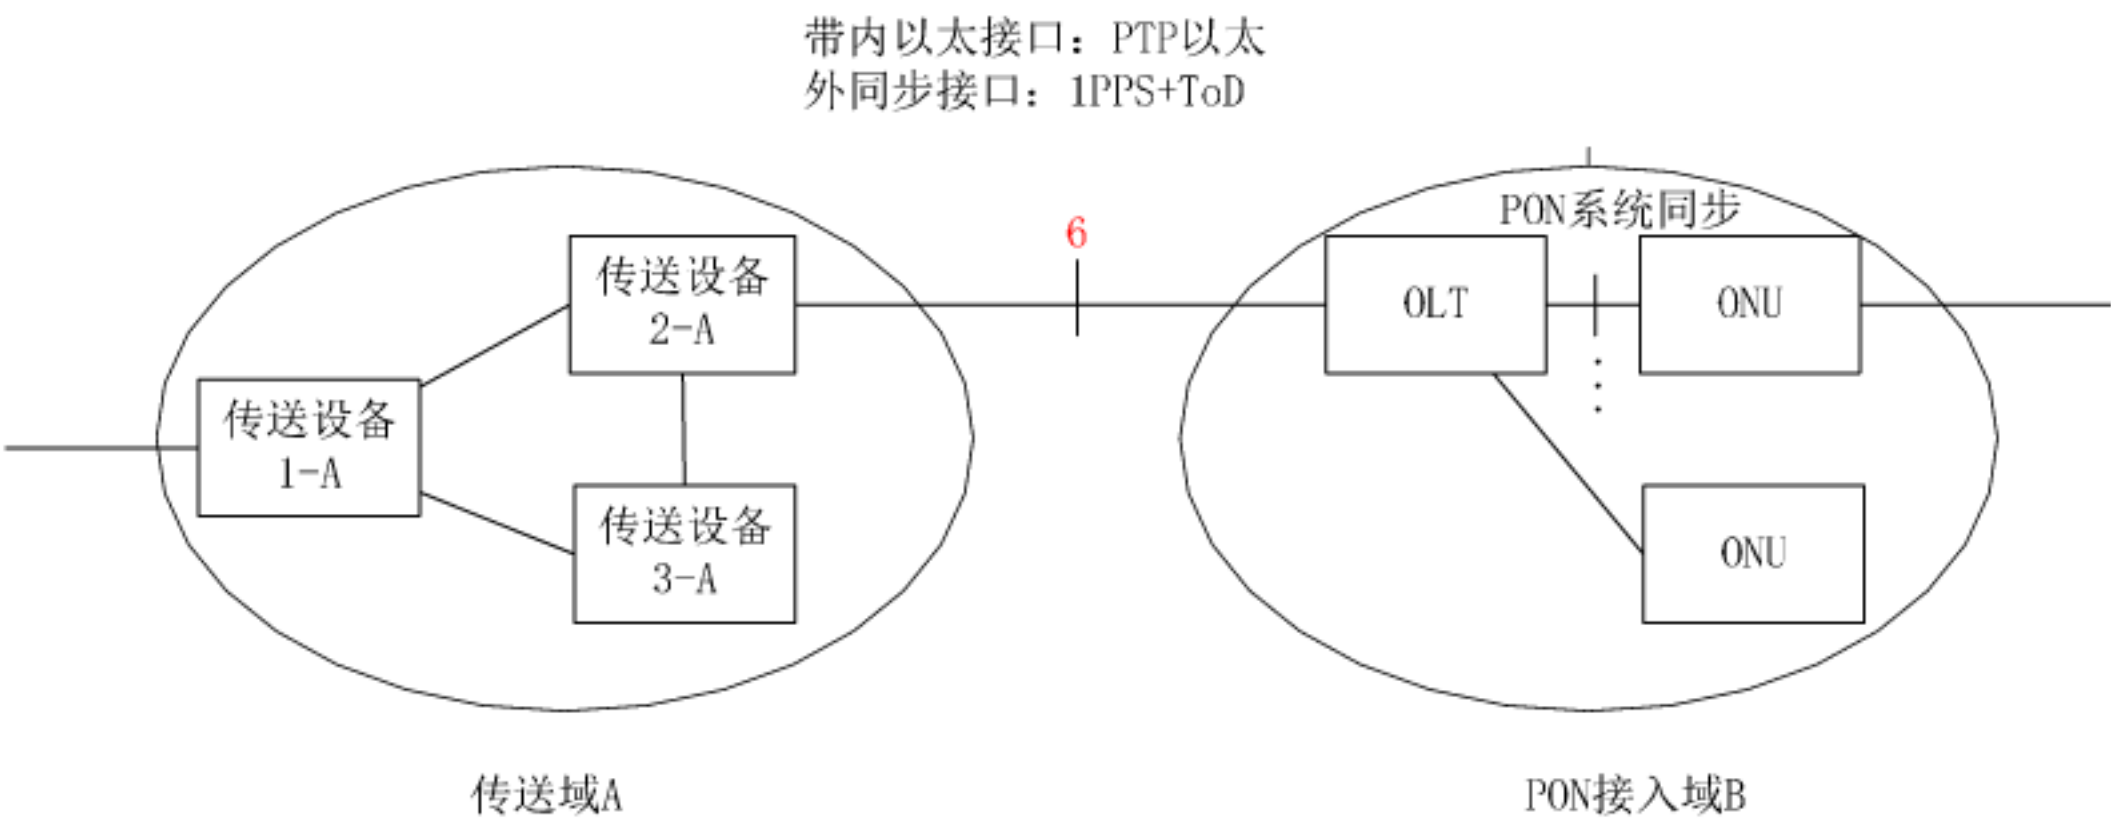 带内以太接口：PTP以太
外同步接口：1PPS+ToD
PON系统同步
6
传送设备
2-A
OLT
ONU
传送设备
1-A
传送设备
3-A
ONU
传送域A
PON接入域B